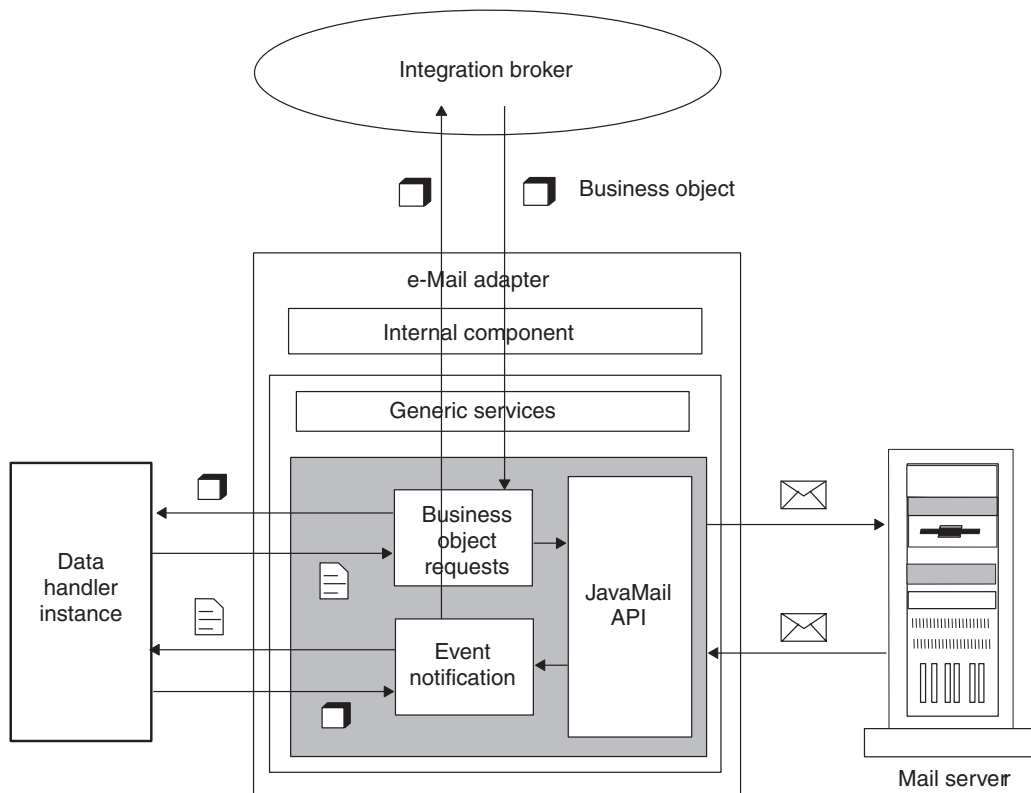 Integration broker
Business object
e-Mail adapter
Internal component
Generic services
Business
object
requests
JavaMail
API
Data
handler
instance
Event
notification
Mail server